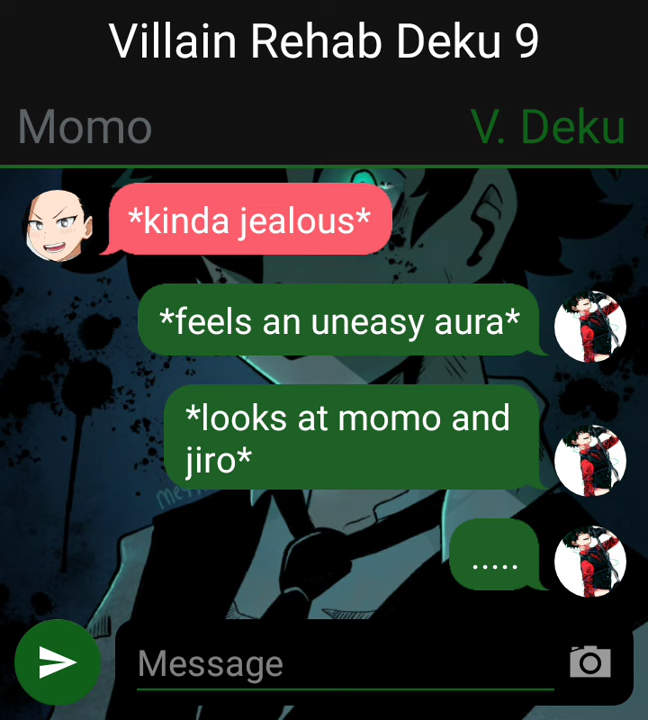 Villain Rehab Deku 9
Momo
V. Deku
*kinda jealous*
*feels an uneasy aura*
*looks at momo and
jiro*
.....
Message